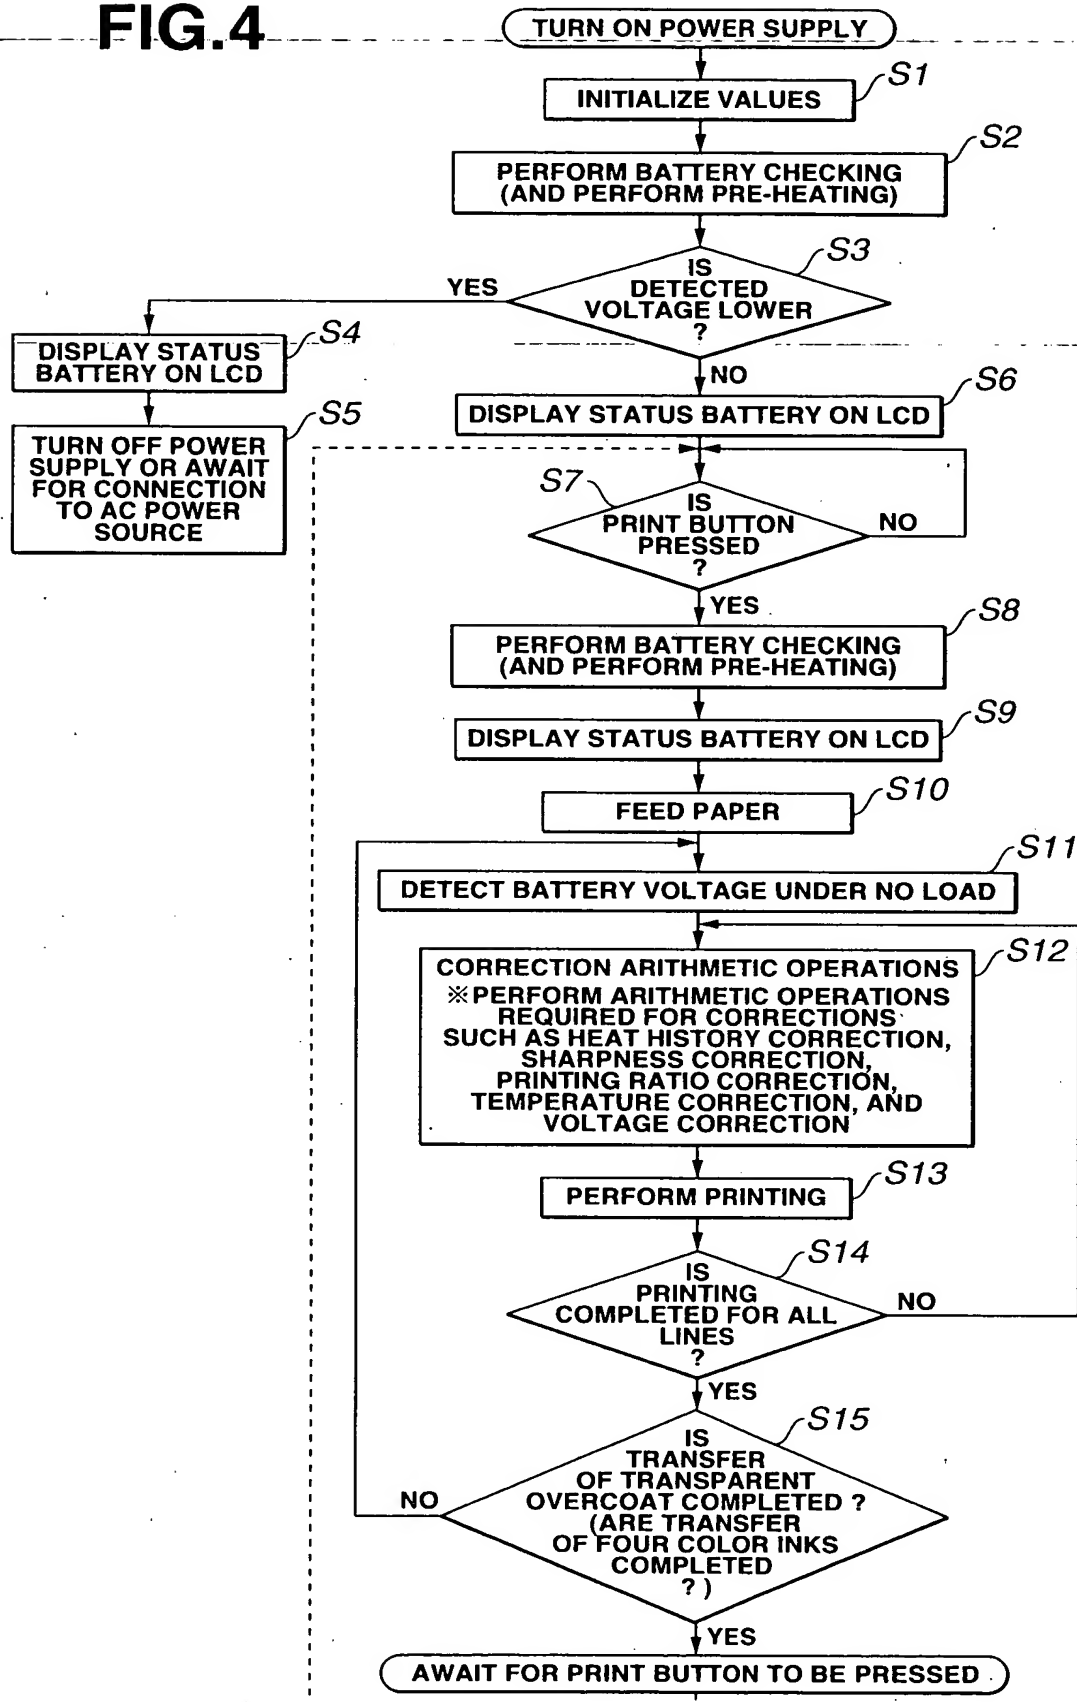 FIG.4
TURN ON POWER SUPPLY
S1
INITIALIZE VALUES
S2
PERFORM BATTERY CHECKING
(AND PERFORM PRE-HEATING)
S3
IS
DETECTED
VOLTAGE LOWER
?
YES
S4
DISPLAY STATUS
BATTERY ON LCD
S5
TURN OFF POWER
SUPPLY OR AWAIT
FOR CONNECTION
TO AC POWER
SOURCE
NO
S6
DISPLAY STATUS BATTERY ON LCD
S7
IS
PRINT BUTTON
PRESSED
?
NO
YES
S8
PERFORM BATTERY CHECKING
(AND PERFORM PRE-HEATING)
S9
DISPLAY STATUS BATTERY ON LCD
S10
FEED PAPER
S11
DETECT BATTERY VOLTAGE UNDER NO LOAD
S12
CORRECTION ARITHMETIC OPERATIONS
※PERFORM ARITHMETIC OPERATIONS
REQUIRED FOR CORRECTIONS
SUCH AS HEAT HISTORY CORRECTION,
SHARPNESS CORRECTION,
PRINTING RATIO CORRECTION,
TEMPERATURE CORRECTION, AND
VOLTAGE CORRECTION
S13
PERFORM PRINTING
S14
IS
PRINTING
COMPLETED FOR ALL
LINES
?
NO
YES
S15
IS
TRANSFER
OF TRANSPARENT
OVERCOAT COMPLETED ?
(ARE TRANSFER
OF FOUR COLOR INKS
COMPLETED
? )
NO
YES
AWAIT FOR PRINT BUTTON TO BE PRESSED